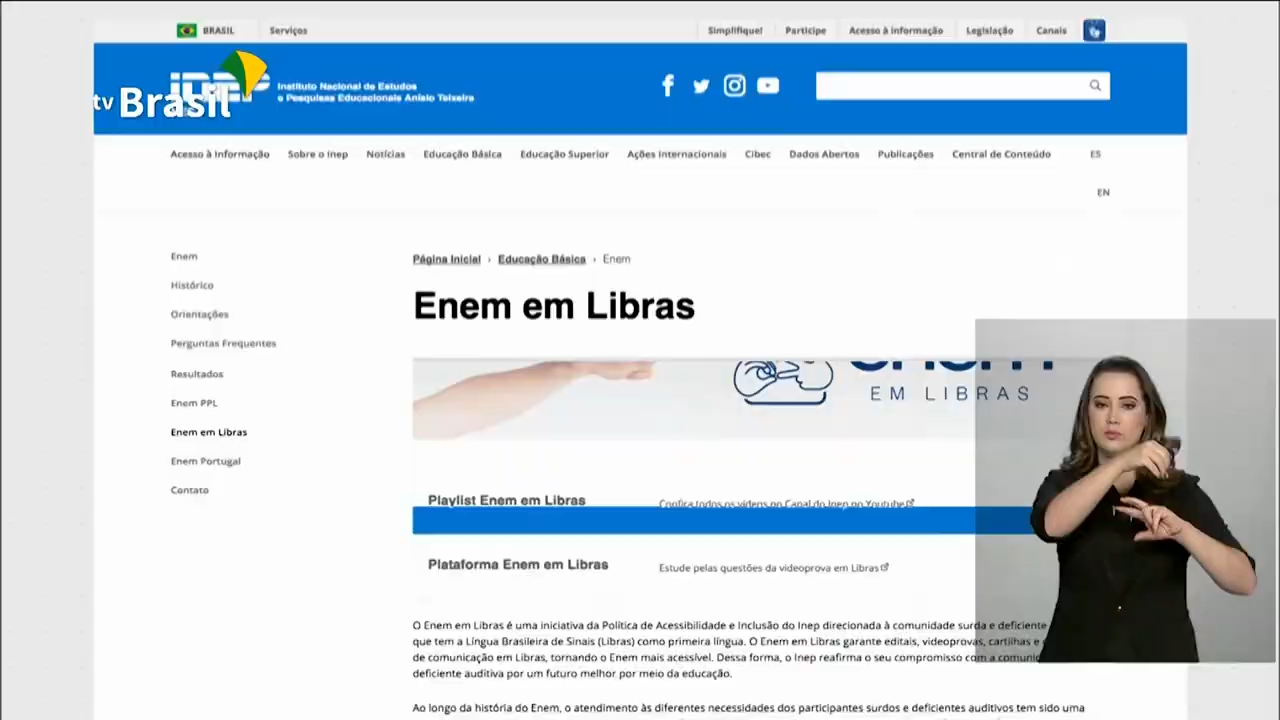 BRASIL
Serviços
Simplifique!
Participe
Acesso à informação
Legislação
Canais
tv Brasil
inep
Instituto Nacional de Estudos
e Pesquisas Educacionais Anísio Teixeira
Acesso à Informação
Sobre o Inep
Notícias
Educação Básica
Educação Superior
Ações Internacionais
Cibec
Dados Abertos
Publicações
Central de Conteúdo
ES
EN
Enem
Histórico
Orientações
Perguntas Frequentes
Resultados
Enem PPL
Enem em Libras
Enem Portugal
Contato
Página Inicial › Educação Básica › Enem
Enem em Libras
enem
EM LIBRAS
Playlist Enem em Libras
Confira todos os vídeos no Canal do Inep no Youtube
Plataforma Enem em Libras
Estude pelas questões da videoprova em Libras
O Enem em Libras é uma iniciativa da Política de Acessibilidade e Inclusão do Inep direcionada à comunidade surda e deficiente
que tem a Língua Brasileira de Sinais (Libras) como primeira língua. O Enem em Libras garante editais, videoprovas, cartilhas e
de comunicação em Libras, tornando o Enem mais acessível. Dessa forma, o Inep reafirma o seu compromisso com a
deficiente auditiva por um futuro melhor por meio da educação.
Ao longo da história do Enem, o atendimento às diferentes necessidades dos participantes surdos e deficientes auditivos tem sido uma